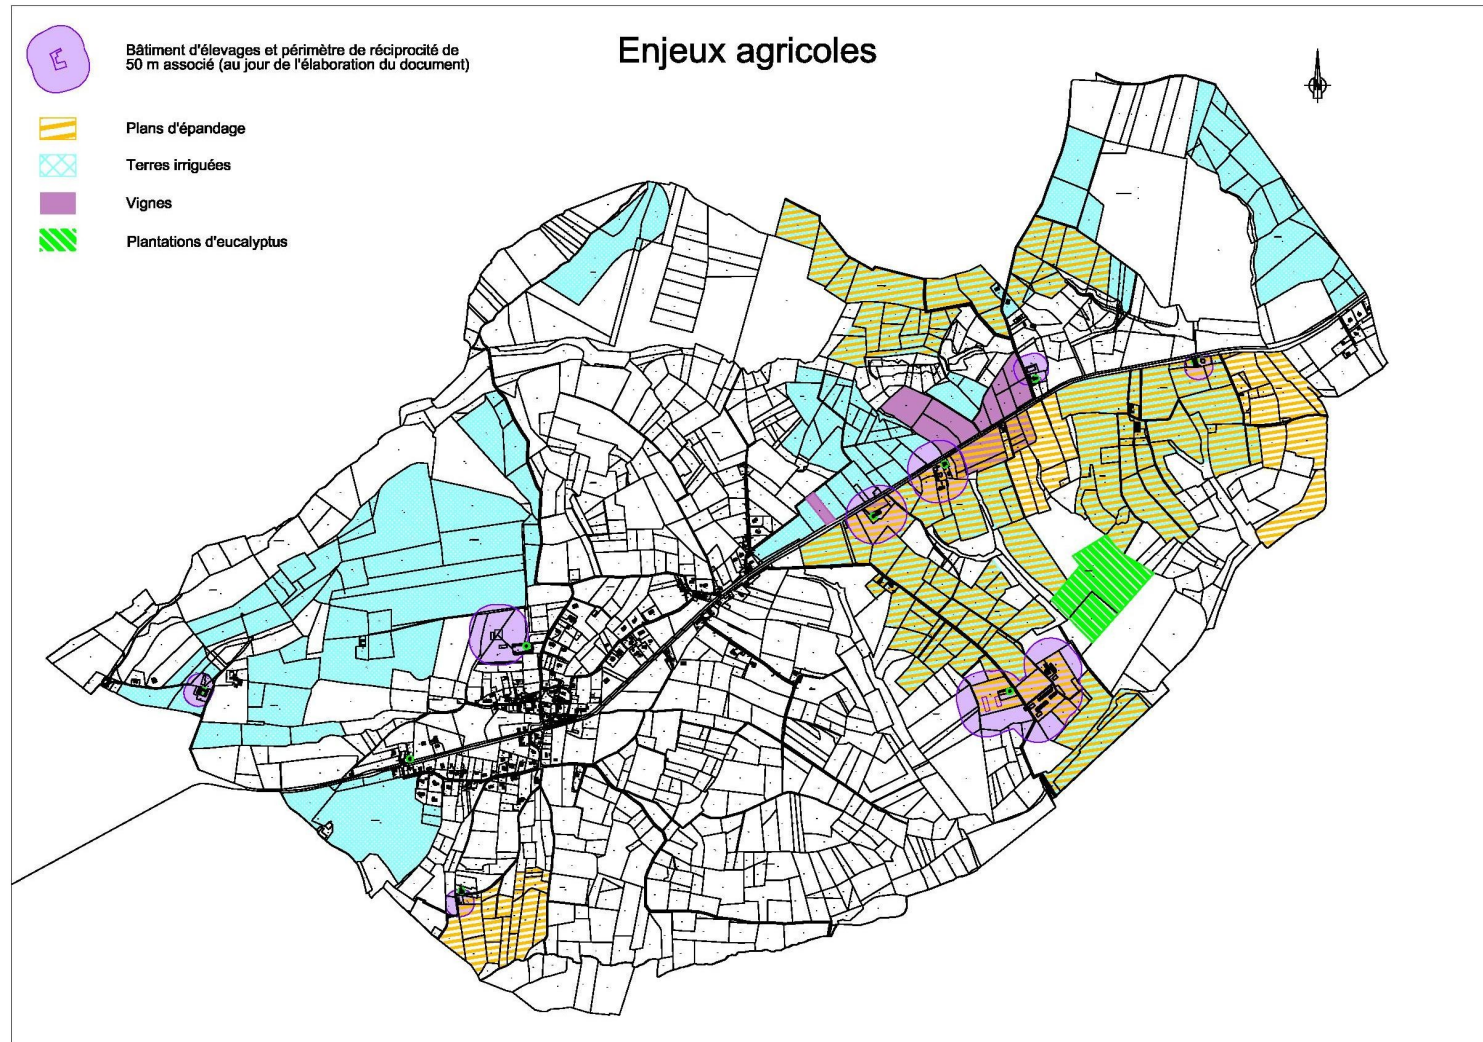 Enjeux agricoles
Bâtiment d'élevages et périmètre de réciprocité de
50 m associé (au jour de l'élaboration du document)
Plans d'épandage
Terres irriguées
Vignes
Plantations d'eucalyptus